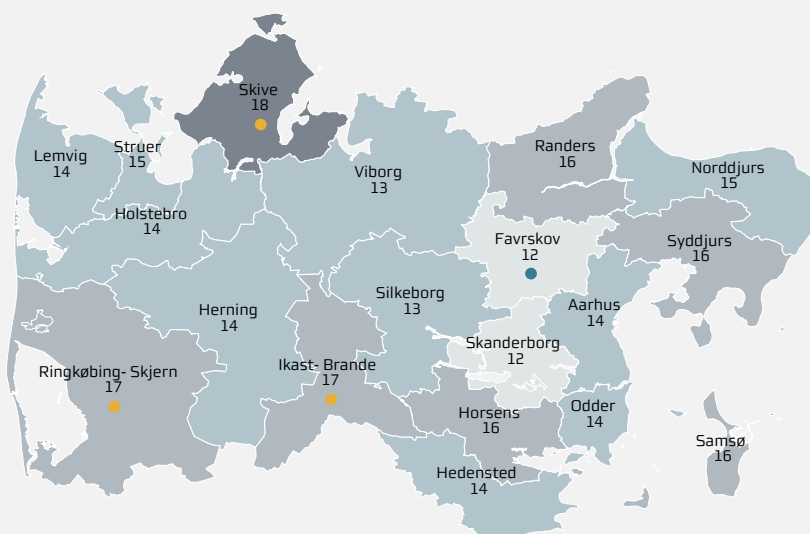 Skive
18
Randers
16
Struer
15
Lemvig
14
Viborg
13
Norddjurs
15
Holstebro
14
Favrskov
12
Syddjurs
16
Silkeborg
13
Herning
14
Aarhus
14
Skanderborg
12
Ringkøbing- Skjern
17
Ikast- Brande
17
Horsens
16
Odder
14
Samsø
16
Hedensted
14